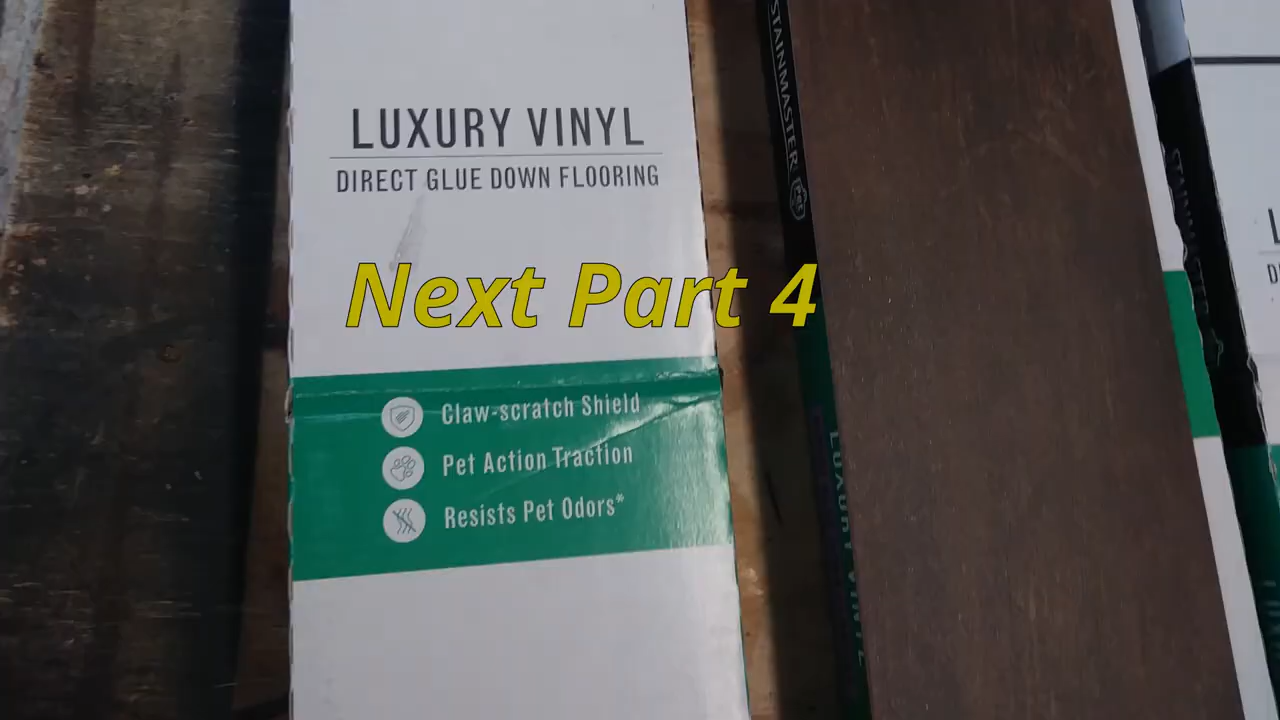 LUXURY VINYL
DIRECT GLUE DOWN FLOORING
Next Part 4
Claw-scratch Shield
Pet Action Traction
Resists Pet Odors*
STAINMASTER
Pet
LUXURY VINYL